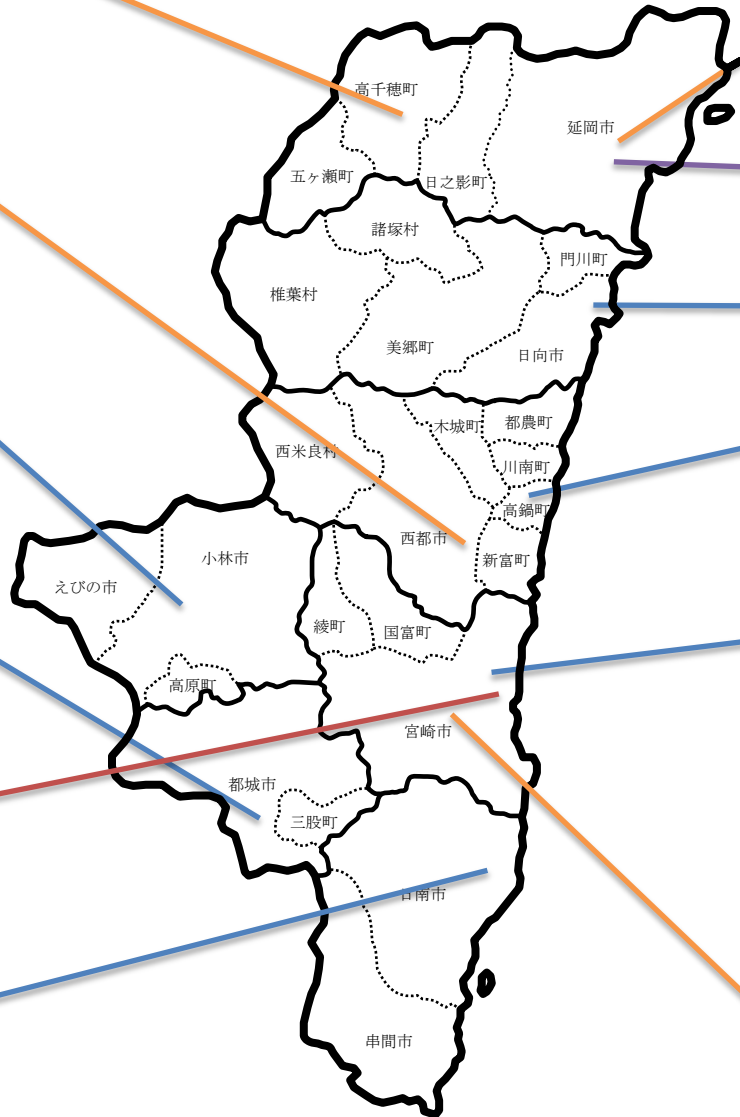 高千穂町
延岡市
五ヶ瀬町
日之影町
諸塚村
門川町
椎葉村
美郷町
日向市
木城町
都農町
西米良村
川南町
高鍋町
西都市
新富町
小林市
えびの市
綾町
国富町
高原町
宮崎市
都城市
三股町
日南市
串間市